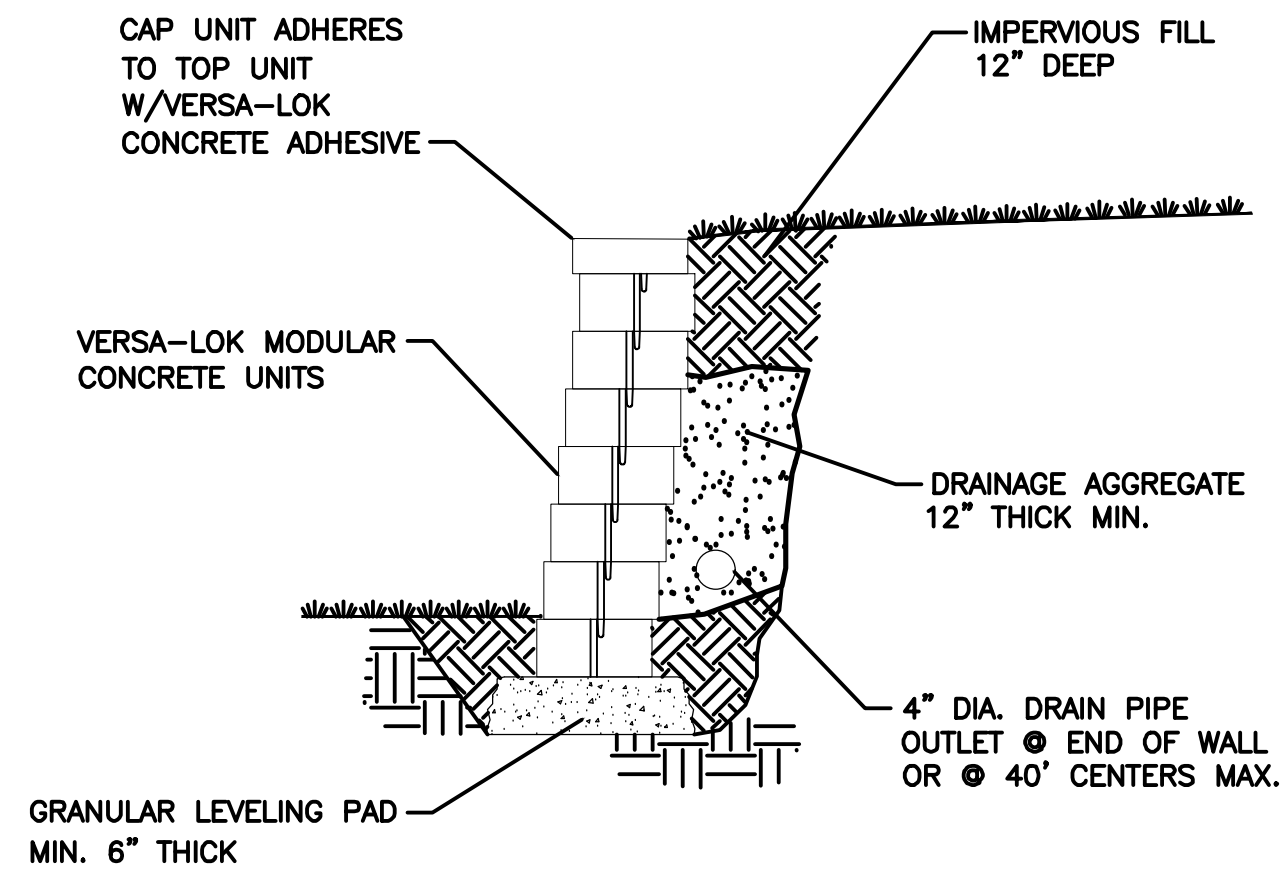 CAP UNIT ADHERES
TO TOP UNIT
W/VERSA-LOK
CONCRETE ADHESIVE
IMPERVIOUS FILL
12" DEEP
VERSA-LOK MODULAR
CONCRETE UNITS
DRAINAGE AGGREGATE
12" THICK MIN.
4" DIA. DRAIN PIPE
OUTLET @ END OF WALL
OR @ 40' CENTERS MAX.
GRANULAR LEVELING PAD
MIN. 6" THICK